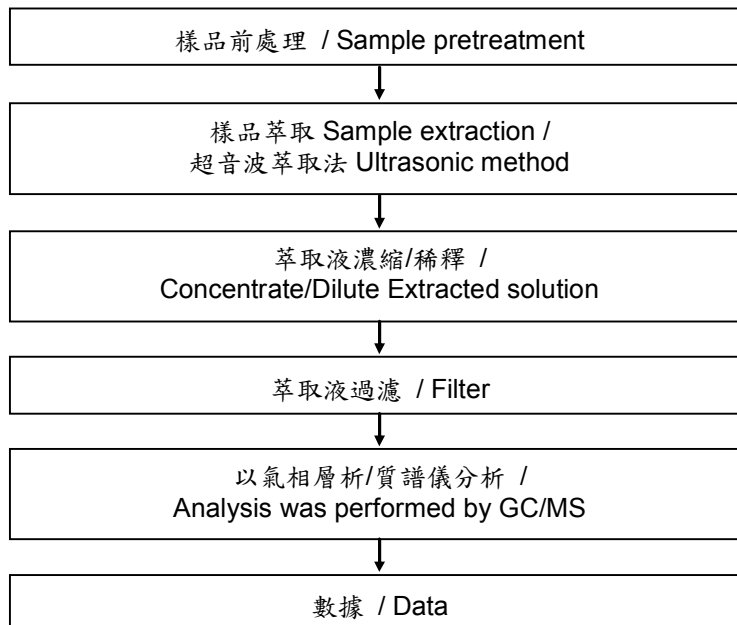 樣品前處理 / Sample pretreatment
樣品萃取 Sample extraction /
超音波萃取法 Ultrasonic method
萃取液濃縮/稀釋 /
Concentrate/Dilute Extracted solution
萃取液過濾 / Filter
以氣相層析/質譜儀分析 /
Analysis was performed by GC/MS
數據 / Data